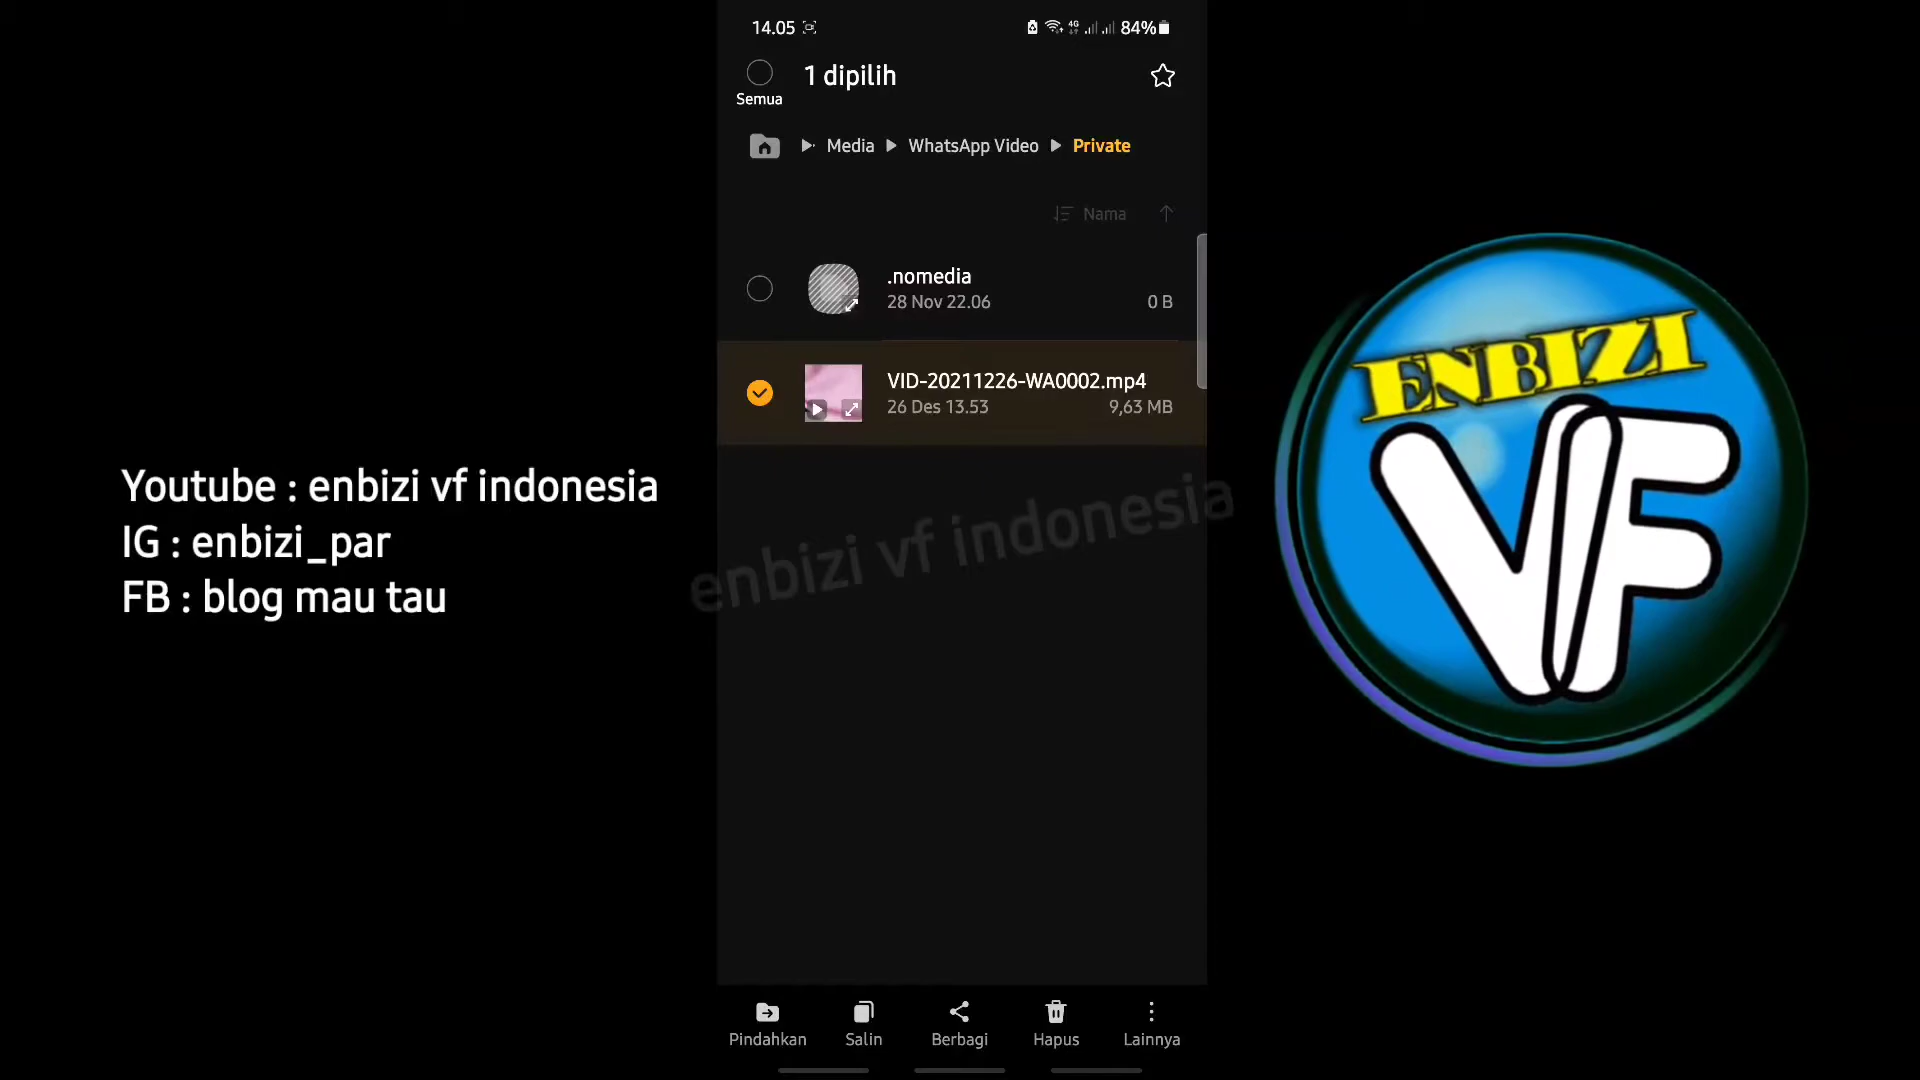 14.05 4G 84%
Semua 1 dipilih
Media WhatsApp Video Private
Nama
.nomedia
28 Nov 22.06 0 B
VID-20211226-WA0002.mp4
26 Des 13.53 9,63 MB
Youtube : enbizi vf indonesia
IG : enbizi_par
FB : blog mau tau
enbizi vf indonesia
ENBIZI
VF
Pindahkan Salin Berbagi Hapus Lainnya